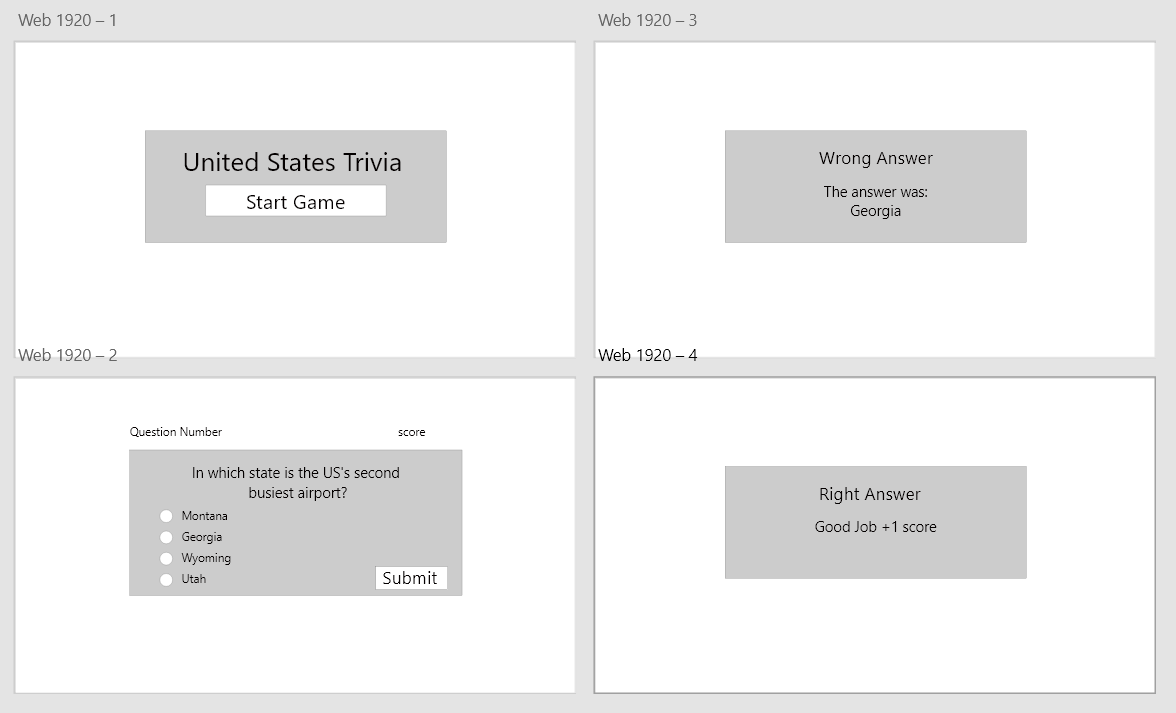 Web 1920 – 1
United States Trivia
Start Game
Web 1920 – 3
Wrong Answer
The answer was:
Georgia
Web 1920 – 2
Question Number
score
In which state is the US's second
busiest airport?
Montana
Georgia
Wyoming
Utah
Submit
Web 1920 – 4
Right Answer
Good Job +1 score